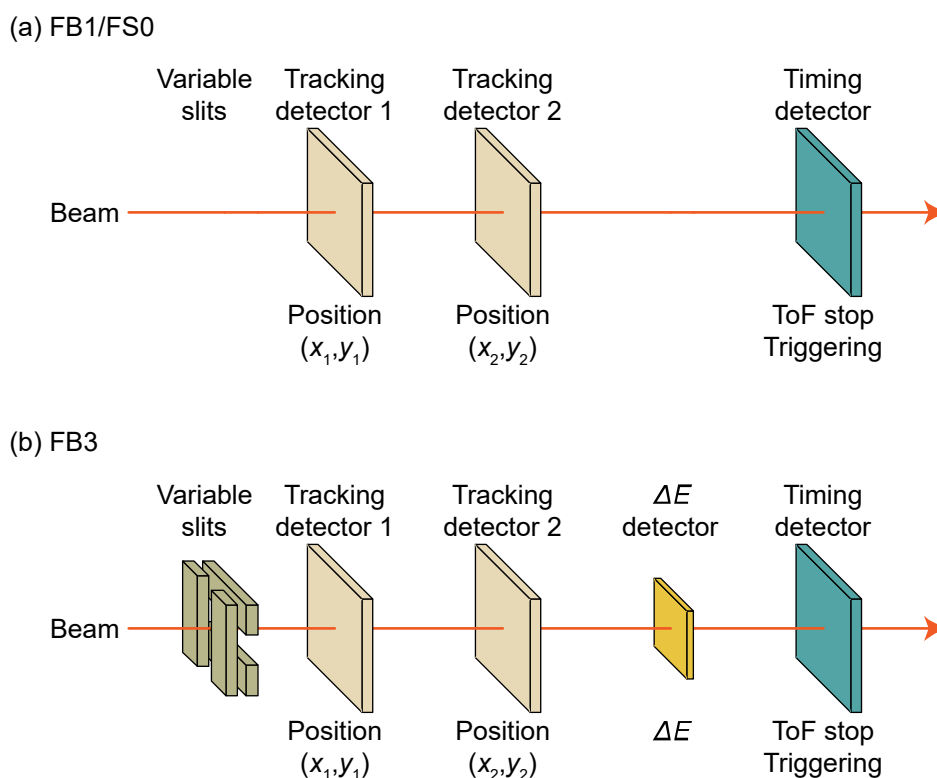 (a) FB1/FS0
Variable slits
Tracking detector 1
Tracking detector 2
Timing detector
Beam
Position (x₁,y₁)
Position (x₂,y₂)
ToF stop Triggering
(b) FB3
Variable slits
Tracking detector 1
Tracking detector 2
ΔE detector
Timing detector
Beam
Position (x₁,y₁)
Position (x₂,y₂)
ΔE
ToF stop Triggering